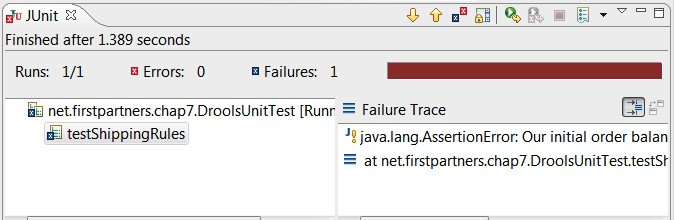 JUnit
Finished after 1.389 seconds
Runs: 1/1 Errors: 0 Failures: 1
net.firstpartners.chap7.DroolsUnitTest [Runn
testShippingRules
Failure Trace
java.lang.AssertionError: Our initial order balan
at net.firstpartners.chap7.DroolsUnitTest.testSh